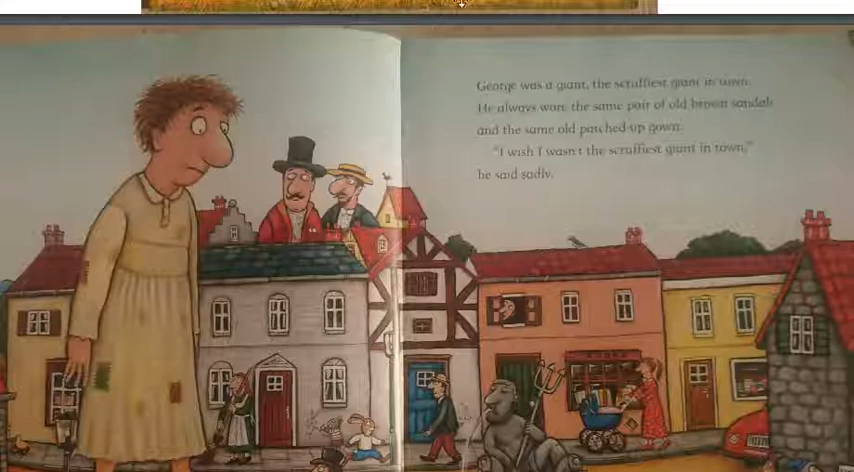 George was a giant, the scruffiest giant in town.
He always wore the same pair of old brown sandals
and the same old patched-up gown.
"I wish I wasn't the scruffiest giant in town,"
he said sadly.